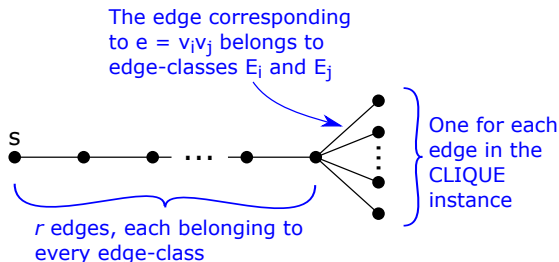 The edge corresponding
to e = vᵢvⱼ belongs to
edge-classes Eᵢ and Eⱼ
s
...
One for each
edge in the
CLIQUE
instance
r edges, each belonging to
every edge-class